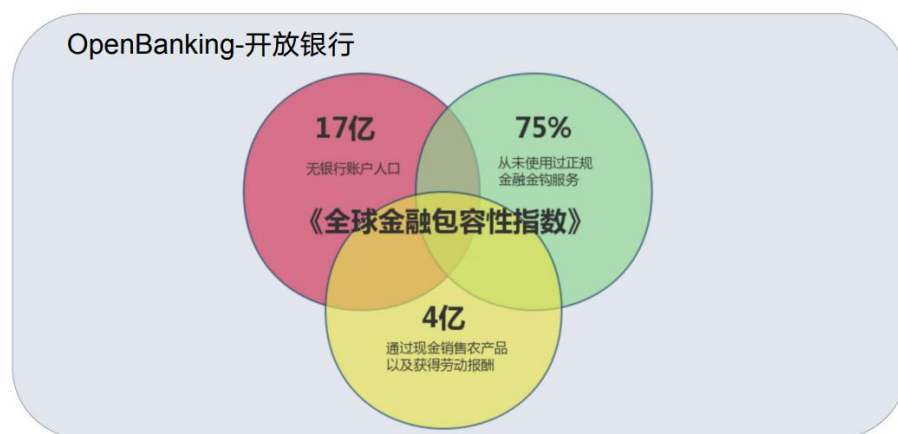 OpenBanking-开放银行
17亿
无银行账户人口
75%
从未使用过正规
金融金钩服务
《全球金融包容性指数》
4亿
通过现金销售农产品
以及获得劳动报酬